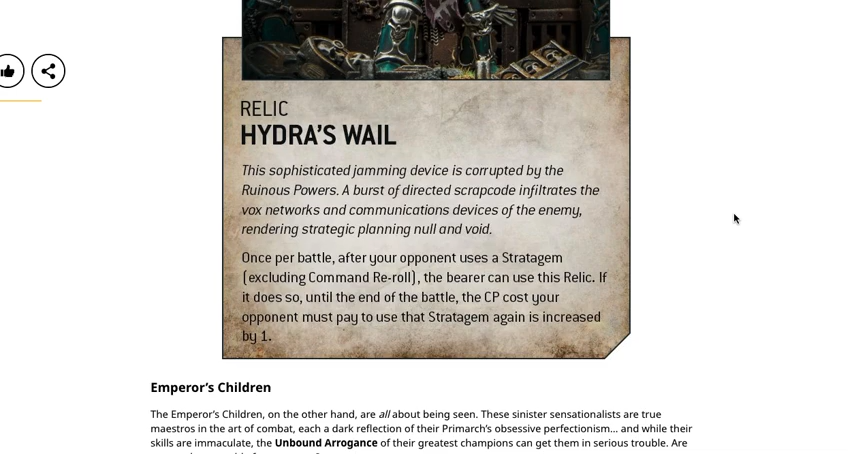 RELIC
HYDRA'S WAIL
This sophisticated jamming device is corrupted by the
Ruinous Powers. A burst of directed scrapcode infiltrates the
vox networks and communications devices of the enemy,
rendering strategic planning null and void.
Once per battle, after your opponent uses a Stratagem
(excluding Command Re-roll), the bearer can use this Relic. If
it does so, until the end of the battle, the CP cost your
opponent must pay to use that Stratagem again is increased
by 1.
Emperor's Children
The Emperor's Children, on the other hand, are all about being seen. These sinister sensationalists are true
maestros in the art of combat, each a dark reflection of their Primarch's obsessive perfectionism... and while their
skills are immaculate, the Unbound Arrogance of their greatest champions can get them in serious trouble. Are